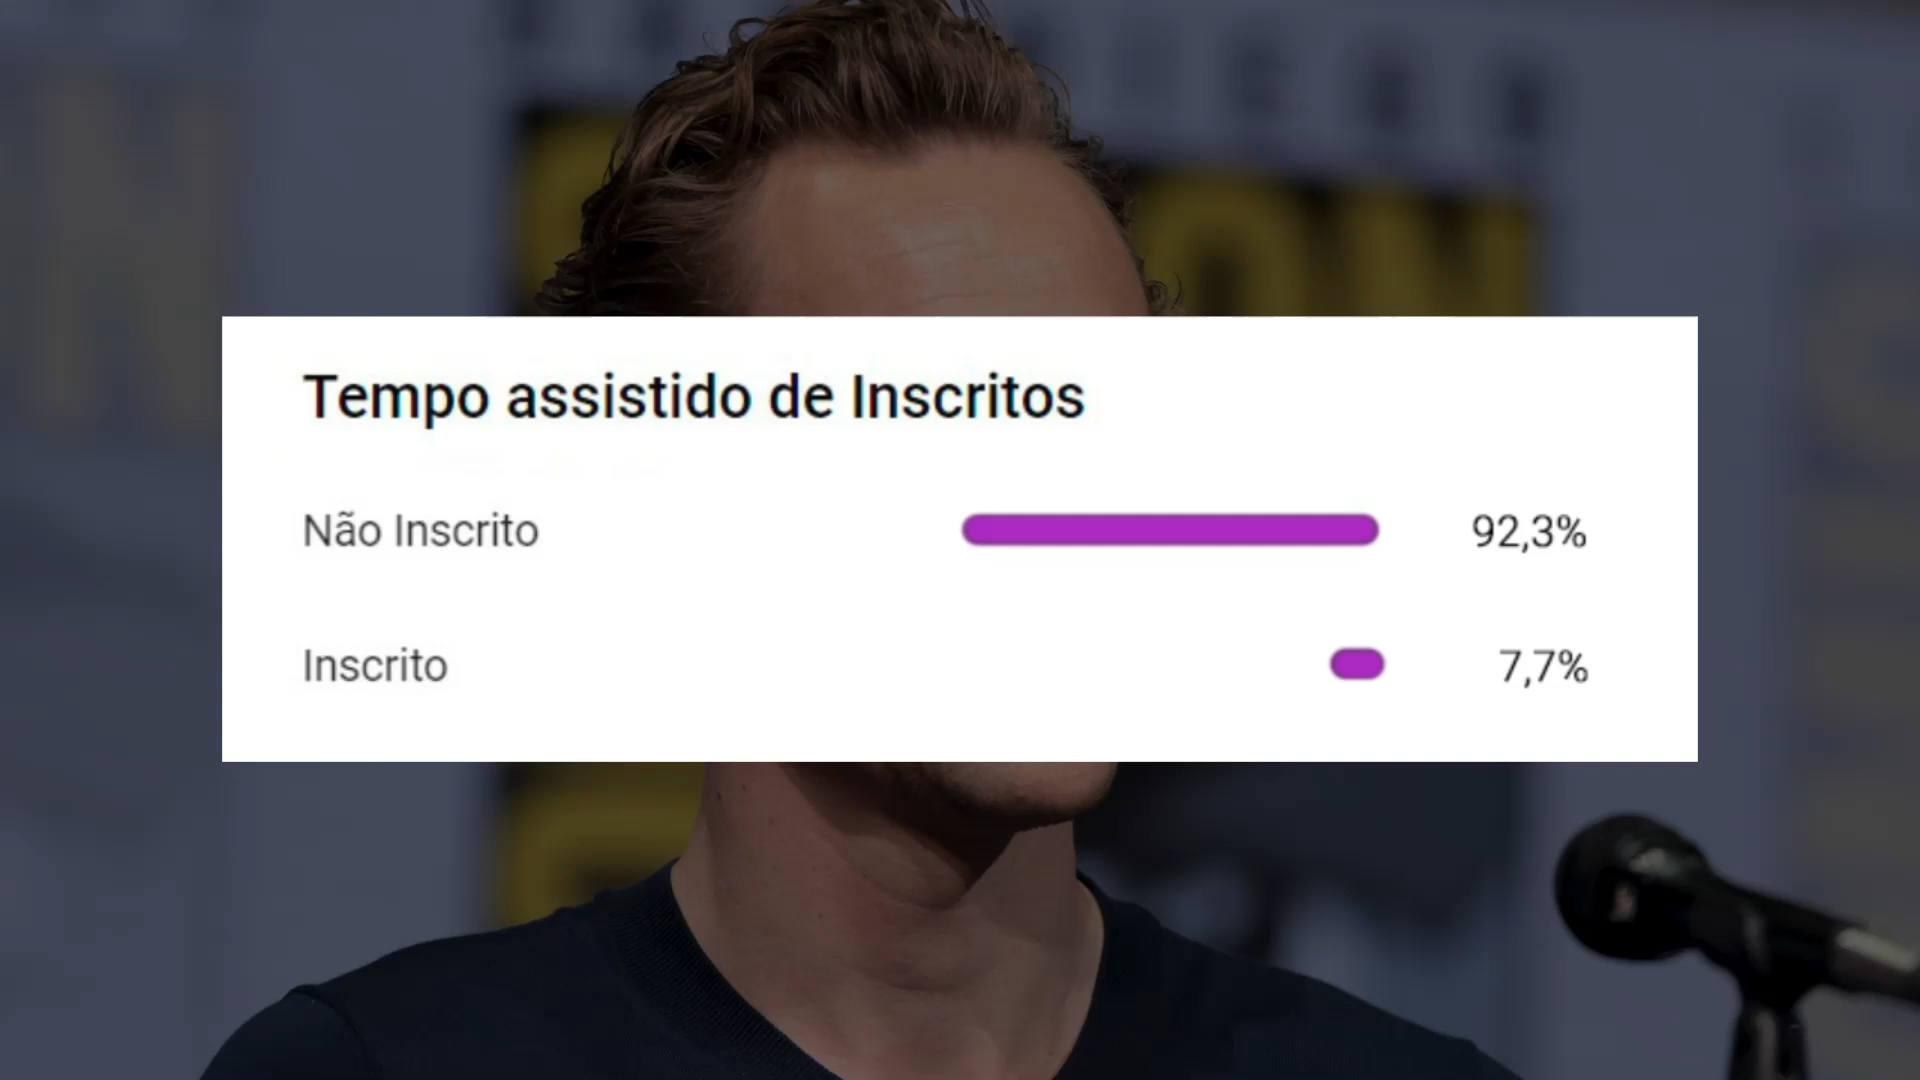 Tempo assistido de Inscritos
Não Inscrito 92,3%
Inscrito 7,7%